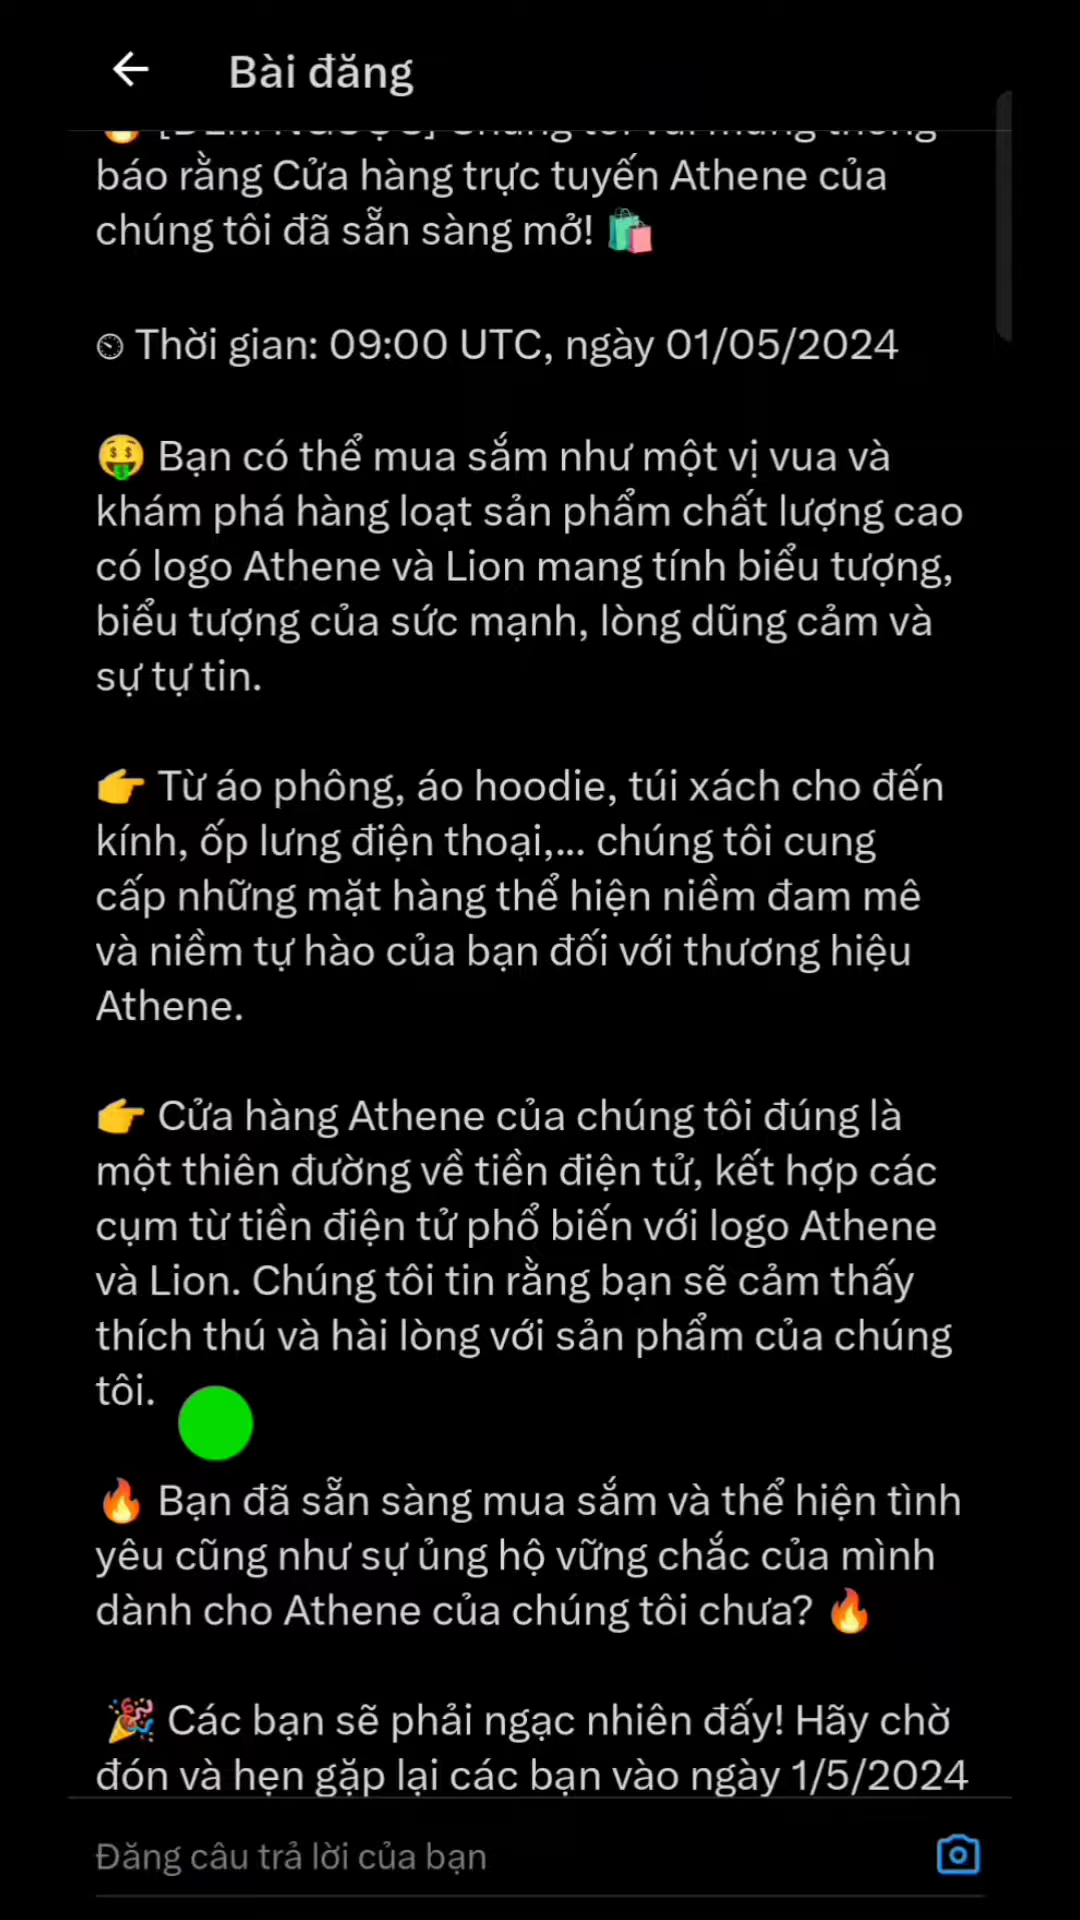 Bài đăng
🔥 [ĐẾM NGƯỢC] Chúng tôi vui mừng thông
báo rằng Cửa hàng trực tuyến Athene của
chúng tôi đã sẵn sàng mở! 🛍️
⏲ Thời gian: 09:00 UTC, ngày 01/05/2024
🤑 Bạn có thể mua sắm như một vị vua và
khám phá hàng loạt sản phẩm chất lượng cao
có logo Athene và Lion mang tính biểu tượng,
biểu tượng của sức mạnh, lòng dũng cảm và
sự tự tin.
👉 Từ áo phông, áo hoodie, túi xách cho đến
kính, ốp lưng điện thoại,... chúng tôi cung
cấp những mặt hàng thể hiện niềm đam mê
và niềm tự hào của bạn đối với thương hiệu
Athene.
👉 Cửa hàng Athene của chúng tôi đúng là
một thiên đường về tiền điện tử, kết hợp các
cụm từ tiền điện tử phổ biến với logo Athene
và Lion. Chúng tôi tin rằng bạn sẽ cảm thấy
thích thú và hài lòng với sản phẩm của chúng
tôi.
🔥 Bạn đã sẵn sàng mua sắm và thể hiện tình
yêu cũng như sự ủng hộ vững chắc của mình
dành cho Athene của chúng tôi chưa? 🔥
🎉 Các bạn sẽ phải ngạc nhiên đấy! Hãy chờ
đón và hẹn gặp lại các bạn vào ngày 1/5/2024
Đăng câu trả lời của bạn